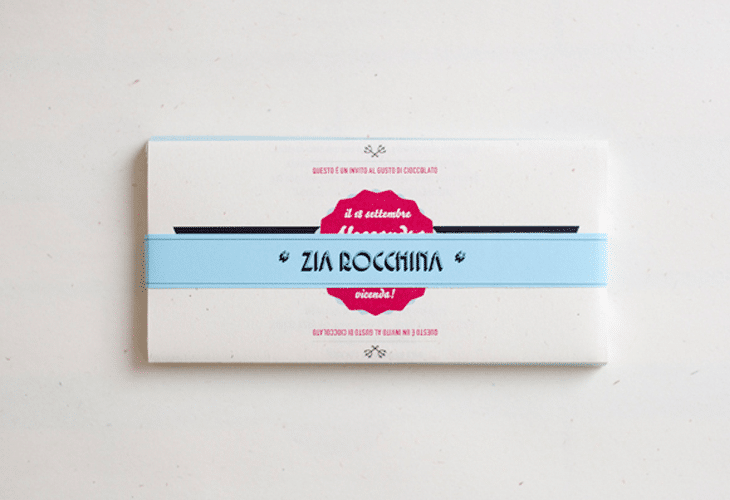 QUESTO È UN INVITO AL GUSTO DI CIOCCOLATO
il 18 settembre
ZIA ROCCHINA
vicenda!
QUESTO È UN INVITO AL GUSTO DI CIOCCOLATO